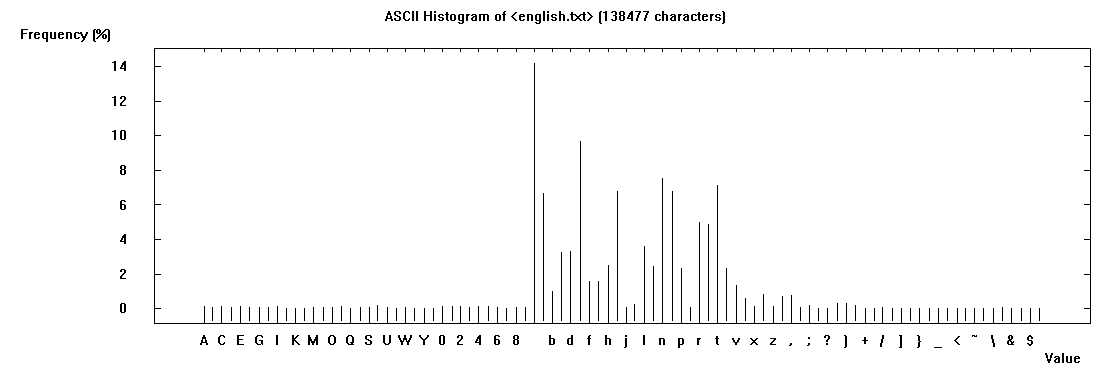 ASCII Histogram of <english.txt> (138477 characters)
Frequency (%)
14
12
10
8
6
4
2
0
A C E G I K M O Q S U W Y 0 2 4 6 8 b d f h j l n p r t v x z , ; ? ) + / ] } _ < ~ \ & $
Value